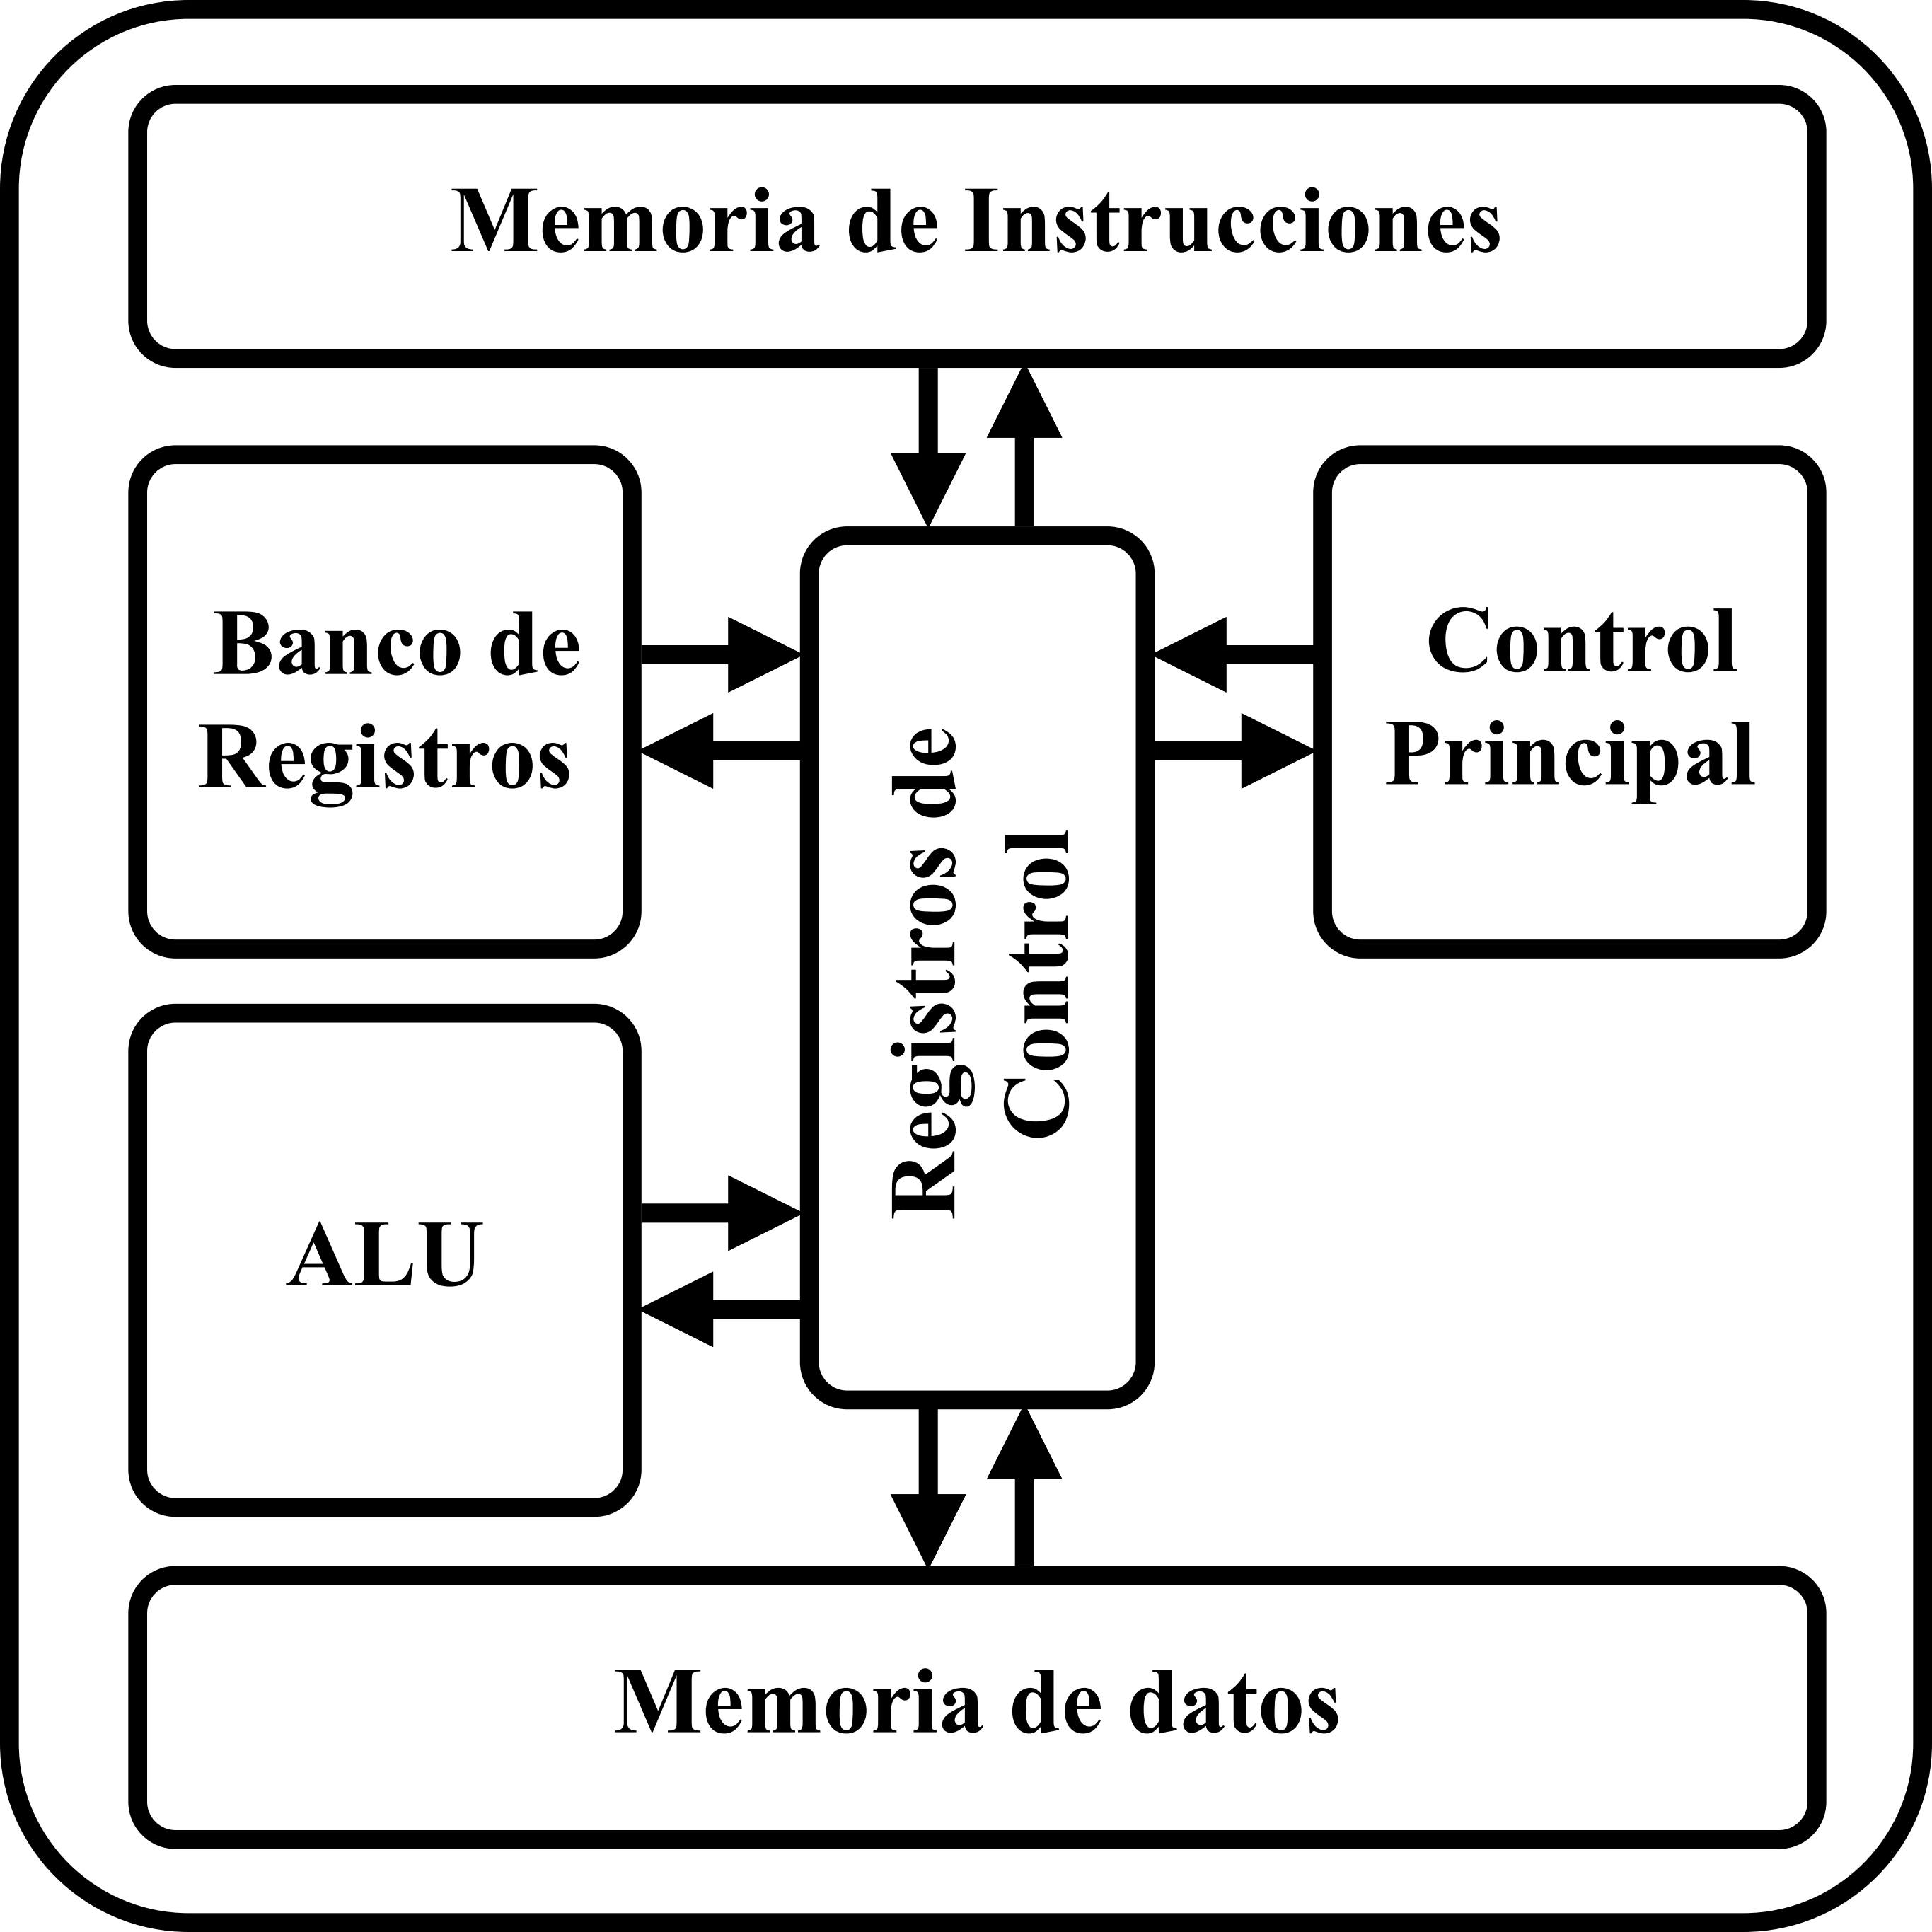 Memoria de Instrucciones
Banco de
Registros
Control
Principal
Registros de
Control
ALU
Memoria de datos